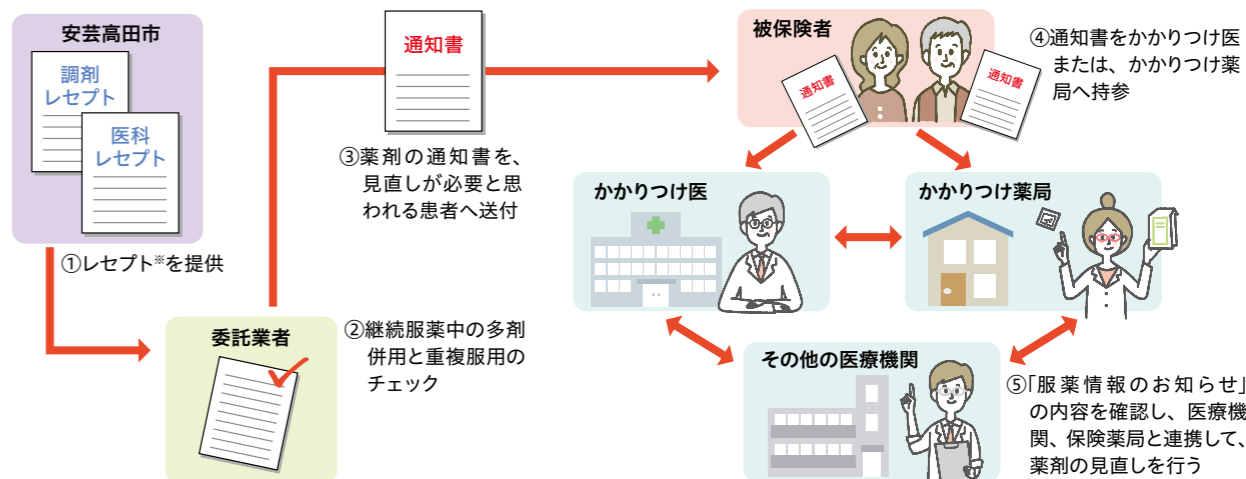 安芸高田市
調剤
レセプト
医科
レセプト
①レセプト※を提供
委託業者
②継続服薬中の多剤
併用と重複服用の
チェック
通知書
③薬剤の通知書を、
見直しが必要と思
われる患者へ送付
被保険者
通知書
通知書
④通知書をかかりつけ医
または、かかりつけ薬
局へ持参
かかりつけ医
かかりつけ薬局
その他の医療機関
⑤「服薬情報のお知らせ」
の内容を確認し、医療機
関、保険薬局と連携して、
薬剤の見直しを行う